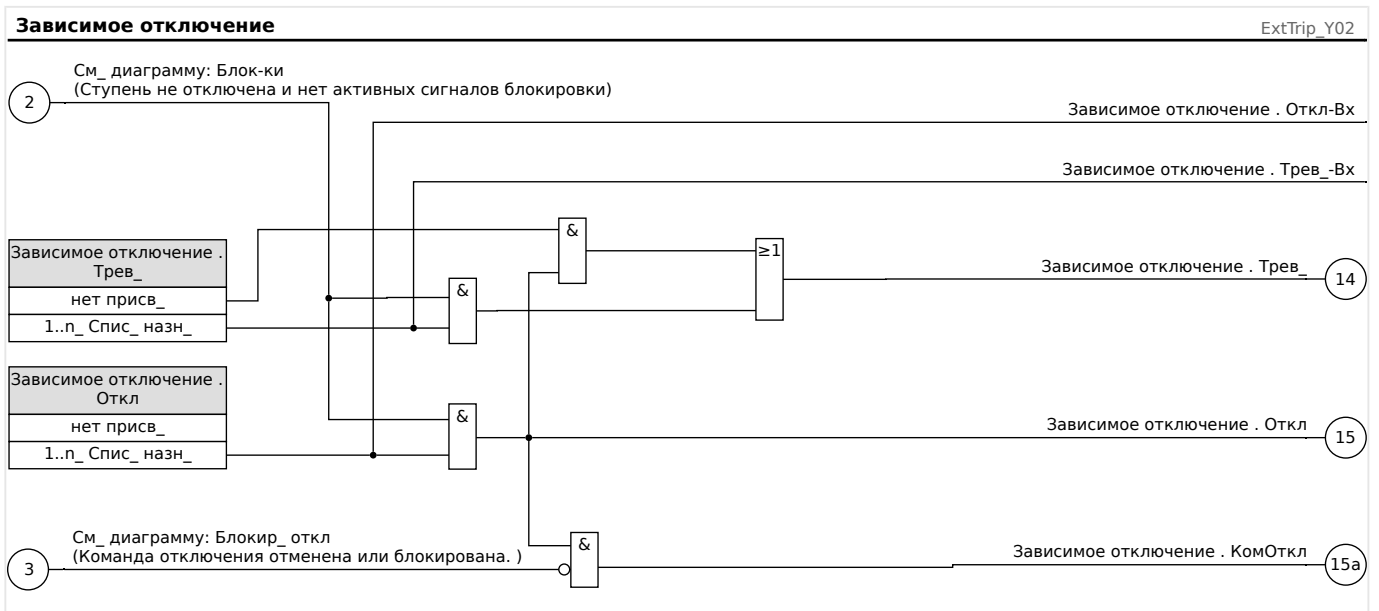 Зависимое отключение
ExtTrip_Y02
См_ диаграмму: Блок-ки
(Ступень не отключена и нет активных сигналов блокировки)
2
Зависимое отключение . Откл-Вх
Зависимое отключение . Трев_-Вх
&
Зависимое отключение .
Трев_
нет присв_
1..n_ Спис_ назн_
&
≥1
Зависимое отключение . Трев_
14
Зависимое отключение .
Откл
нет присв_
1..n_ Спис_ назн_
&
Зависимое отключение . Откл
15
См_ диаграмму: Блокир_ откл
(Команда отключения отменена или блокирована. )
3
&
Зависимое отключение . КомОткл
15a